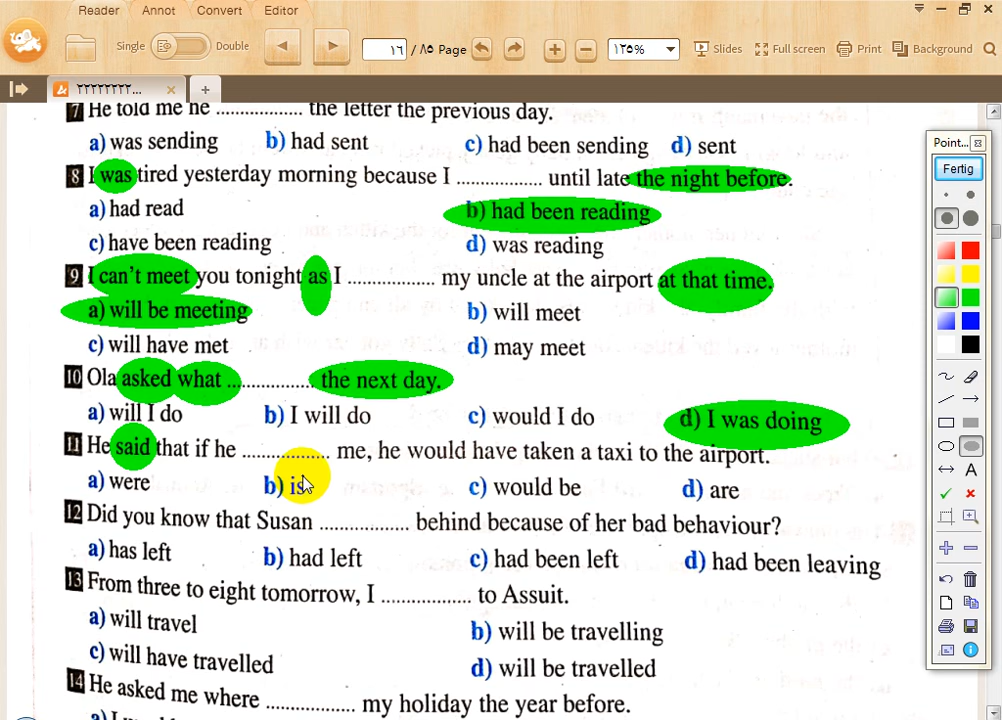 Reader Annot Convert Editor
Single Double ١٦ / ٨٥ Page ١٢٥% Slides Full screen Print Background
٢٢٢٢٢٢٢٢...
7 He told me he .................. the letter the previous day.
a) was sending b) had sent c) had been sending d) sent
8 I was tired yesterday morning because I .................. until late the night before.
a) had read b) had been reading
c) have been reading d) was reading
9 I can't meet you tonight as I .................. my uncle at the airport at that time.
a) will be meeting b) will meet
c) will have met d) may meet
10 Ola asked what .................. the next day.
a) will I do b) I will do c) would I do d) I was doing
11 He said that if he .................. me, he would have taken a taxi to the airport.
a) were b) is c) would be d) are
12 Did you know that Susan .................. behind because of her bad behaviour?
a) has left b) had left c) had been left d) had been leaving
13 From three to eight tomorrow, I .................. to Assuit.
a) will travel b) will be travelling
c) will have travelled d) will be travelled
14 He asked me where .................. my holiday the year before.
Point...
Fertig